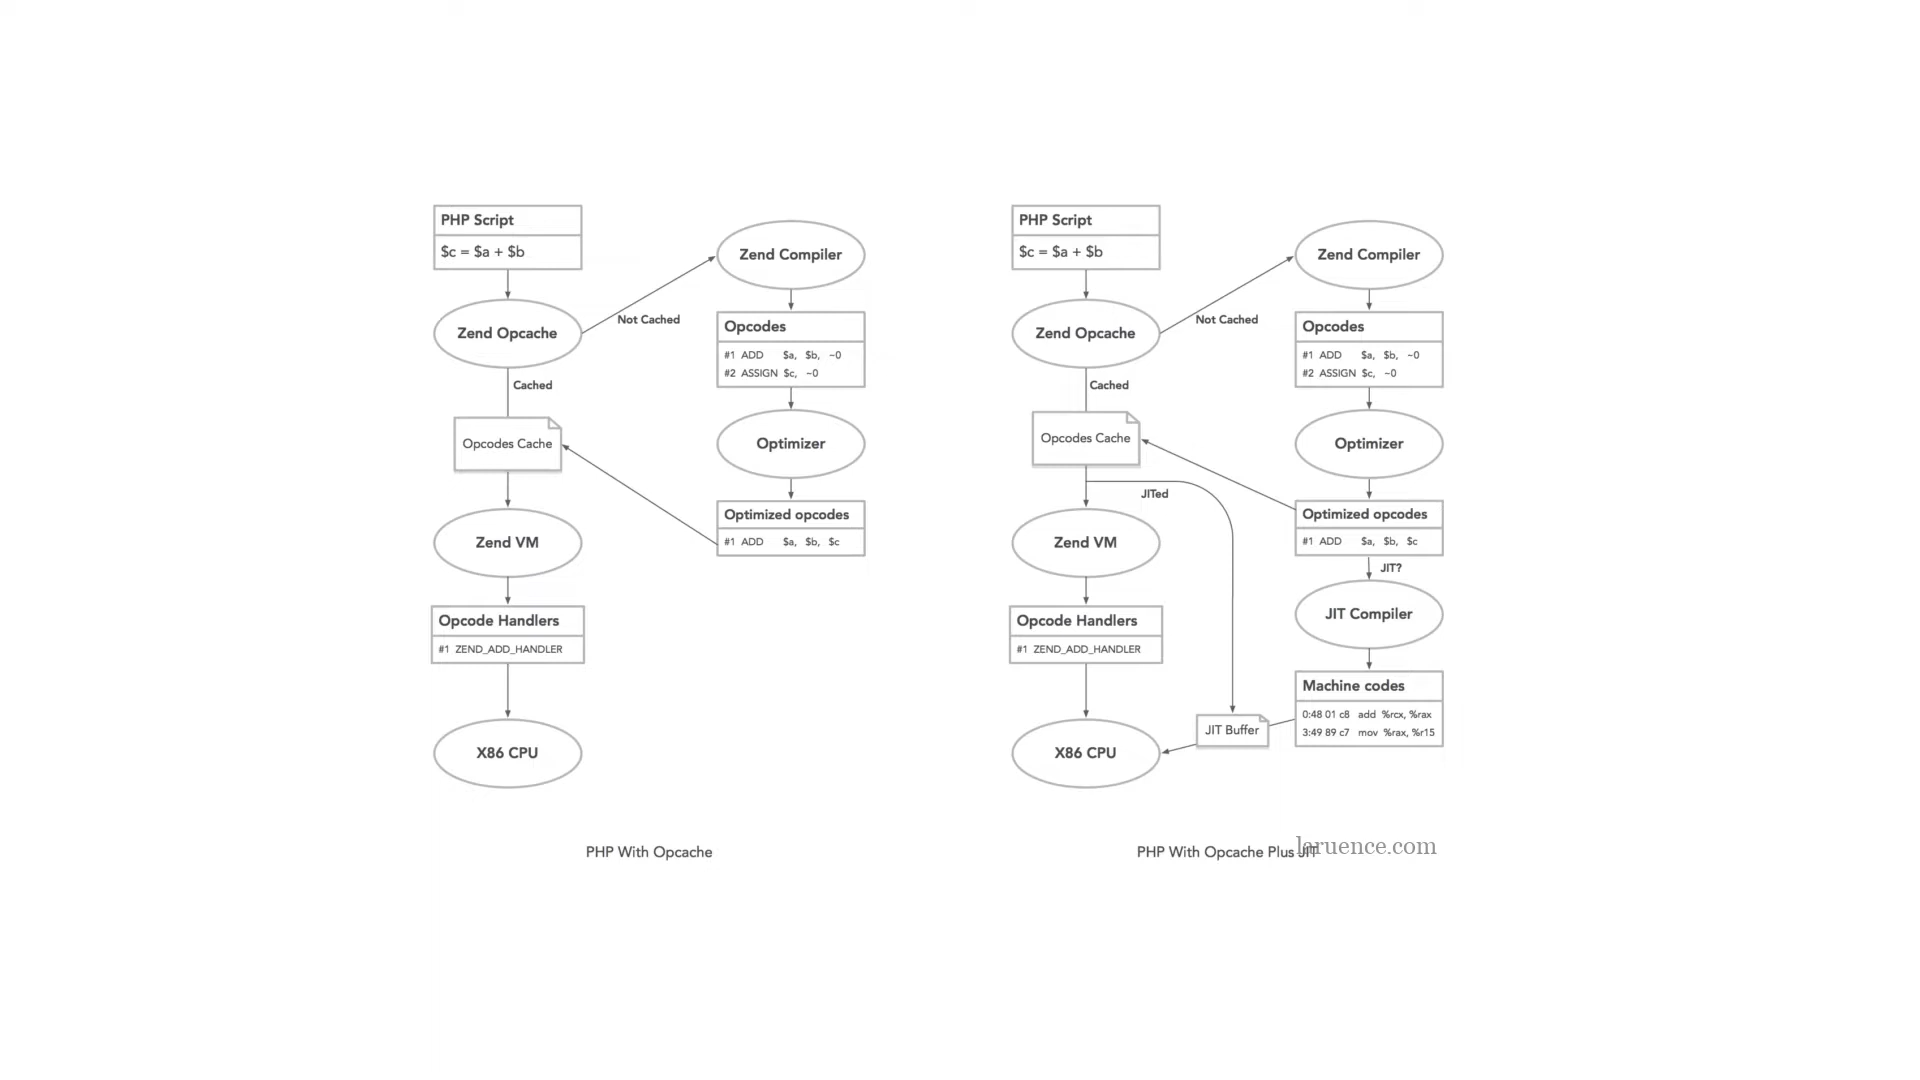 PHP Script
$c = $a + $b
Zend Opcache
Not Cached
Cached
Opcodes Cache
Zend VM
Opcode Handlers
#1 ZEND_ADD_HANDLER
X86 CPU
Zend Compiler
Opcodes
#1 ADD $a, $b, ~0
#2 ASSIGN $c, ~0
Optimizer
Optimized opcodes
#1 ADD $a, $b, $c
PHP With Opcache
PHP Script
$c = $a + $b
Zend Opcache
Not Cached
Cached
Opcodes Cache
JITed
Zend VM
Opcode Handlers
#1 ZEND_ADD_HANDLER
X86 CPU
Zend Compiler
Opcodes
#1 ADD $a, $b, ~0
#2 ASSIGN $c, ~0
Optimizer
Optimized opcodes
#1 ADD $a, $b, $c
JIT?
JIT Compiler
Machine codes
0:48 01 c8 add %rcx, %rax
3:49 89 c7 mov %rax, %r15
JIT Buffer
PHP With Opcache Plus JIT
laruence.com